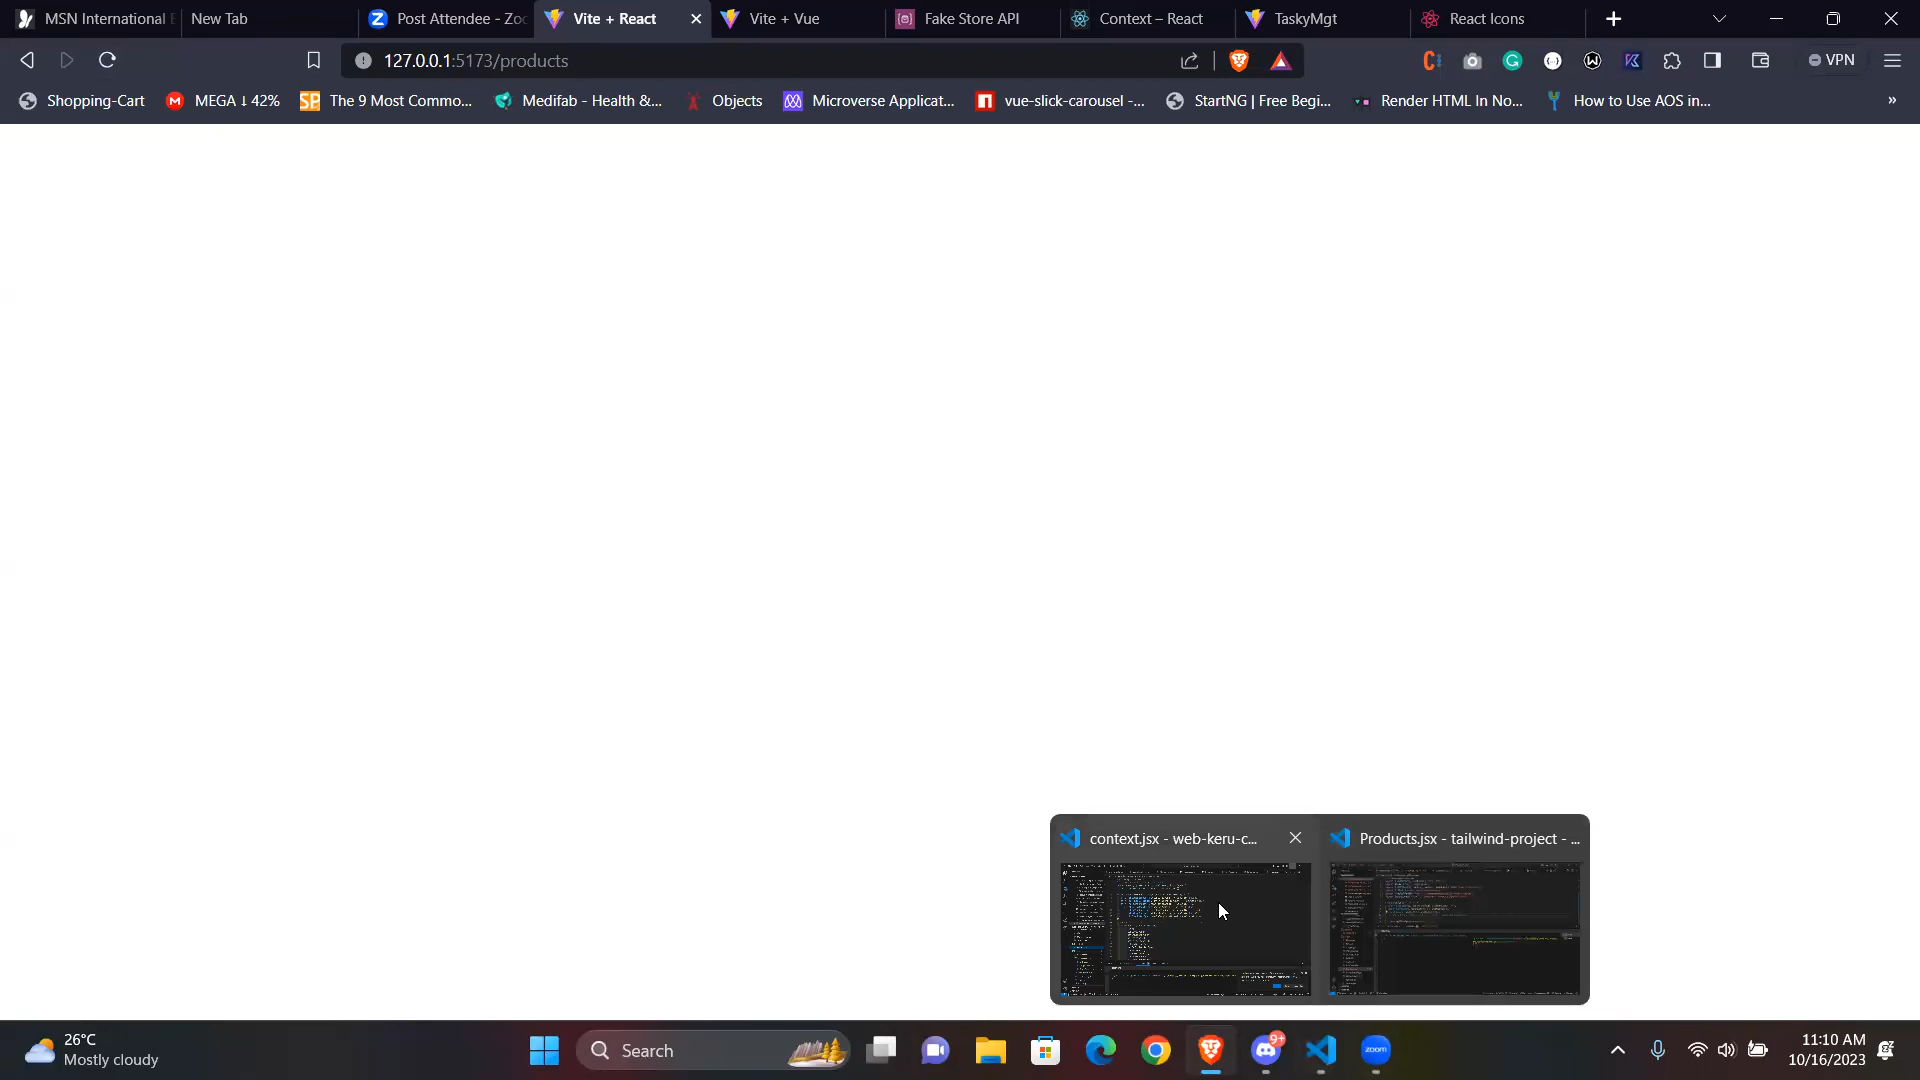 MSN International E
New Tab
Post Attendee - Zoo
Vite + React
Vite + Vue
Fake Store API
Context – React
TaskyMgt
React Icons
127.0.0.1:5173/products
VPN
Shopping-Cart
MEGA ↓ 42%
The 9 Most Commo...
Medifab - Health &...
Objects
Microverse Applicat...
vue-slick-carousel -...
StartNG | Free Begi...
Render HTML In No...
How to Use AOS in...
»
context.jsx - web-keru-c...
Products.jsx - tailwind-project - ...
26°C
Mostly cloudy
Search
9+
zoom
11:10 AM
10/16/2023